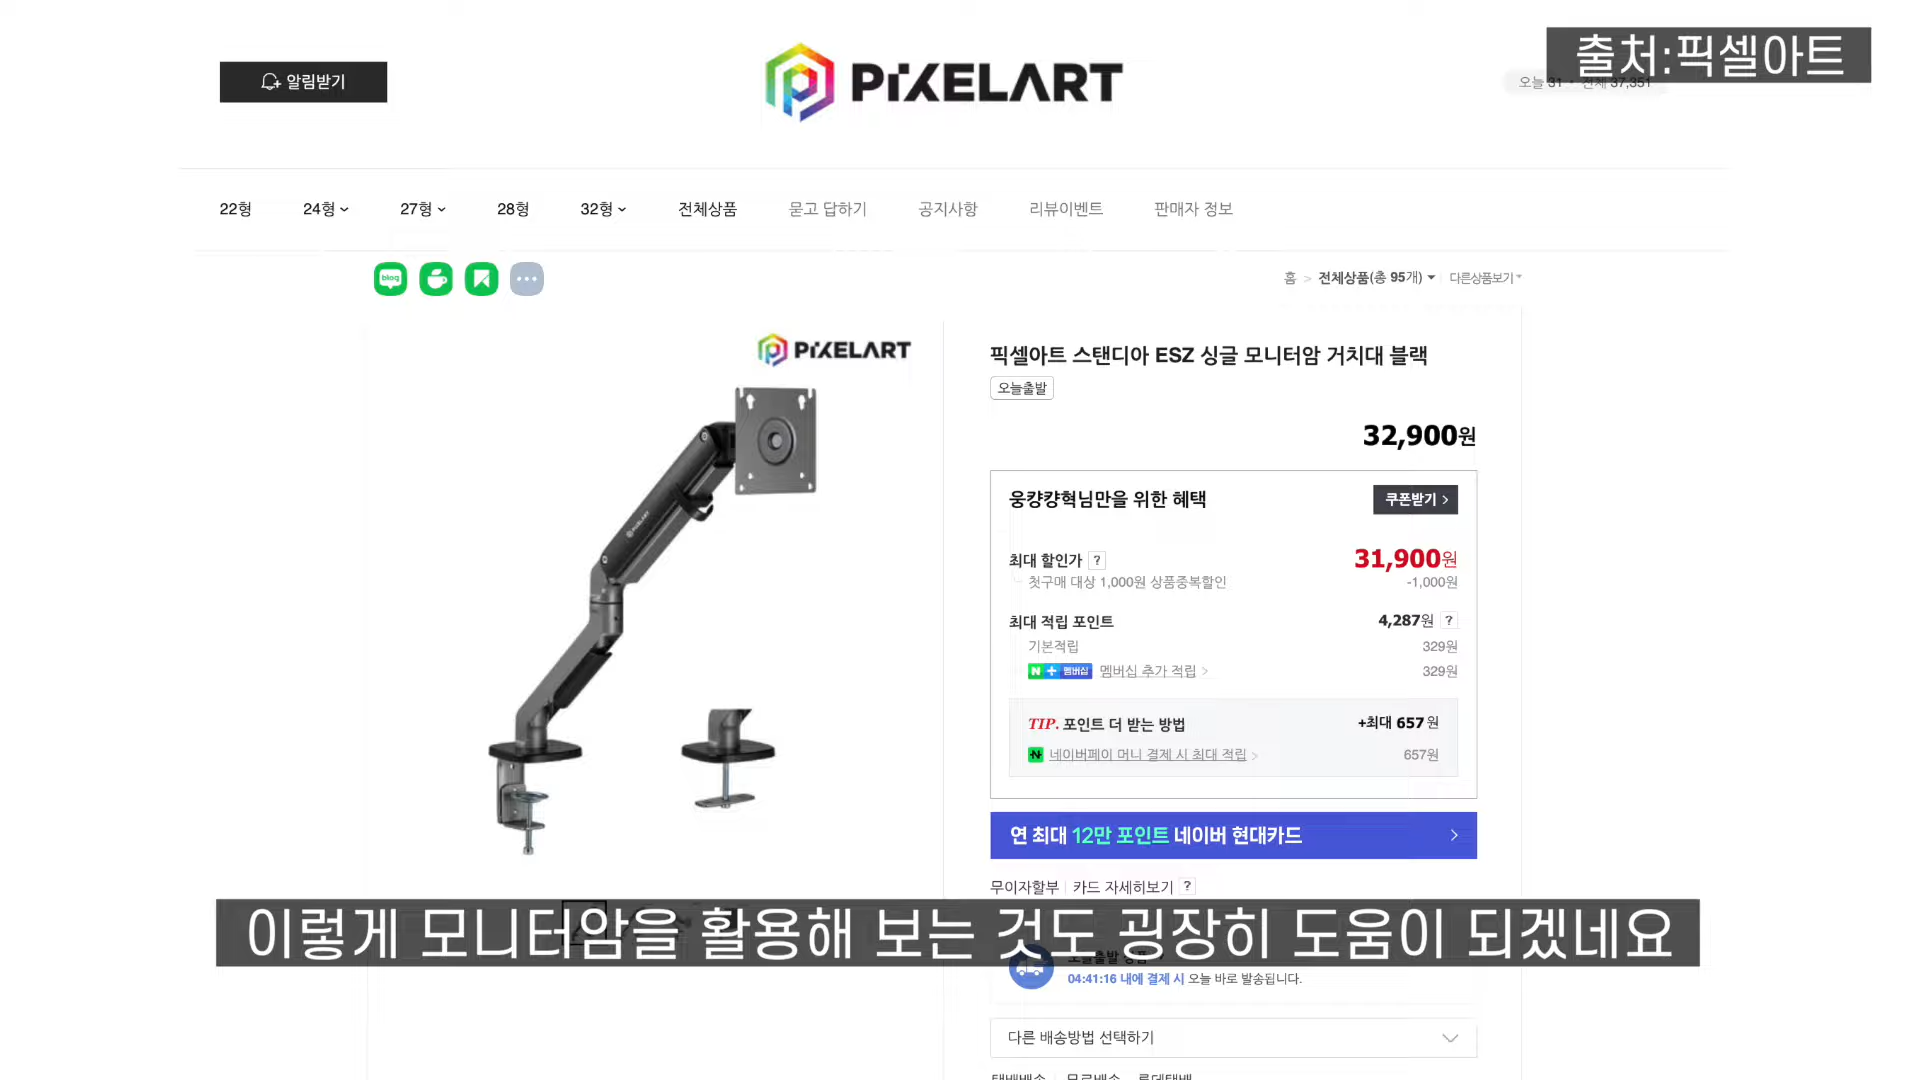 출처:픽셀아트
알림받기
PIXELART
오늘 31 · 전체 37,351
22형 24형 27형 28형 32형 전체상품 묻고 답하기 공지사항 리뷰이벤트 판매자 정보
blog
홈 > 전체상품(총 95개) 다른상품보기
PIXELART
픽셀아트 스탠디아 ESZ 싱글 모니터암 거치대 블랙
오늘출발
32,900원
웅캉캉혁님만을 위한 혜택
쿠폰받기 >
최대 할인가 ?
31,900원
첫구매 대상 1,000원 상품중복할인
-1,000원
최대 적립 포인트
4,287원 ?
기본적립
329원
N+ 멤버십 멤버십 추가 적립 >
329원
TIP. 포인트 더 받는 방법
+최대 657원
N 네이버페이 머니 결제 시 최대 적립 >
657원
연 최대 12만 포인트 네이버 현대카드 >
무이자할부 카드 자세히보기 ?
이렇게 모니터암을 활용해 보는 것도 굉장히 도움이 되겠네요
04:41:16 내에 결제 시 오늘 바로 발송됩니다.
다른 배송방법 선택하기